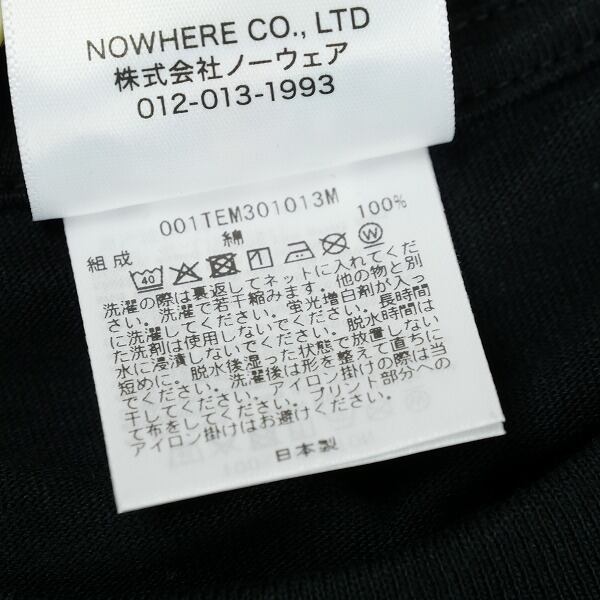 NOWHERE CO., LTD
株式会社ノーウェア
012-013-1993
001TEM301013M
組成 綿 100%
40 W
洗濯の際は裏返してネットに入れてくだ
さい。洗濯で若干縮みます。他の物と別
に洗濯してください。蛍光増白剤が入っ
た洗剤は使用しないでください。長時間
水に浸漬しないでください。脱水時間は
短めに。脱水後湿った状態で放置しない
でください。洗濯後は形を整えて直ちに
干してください。アイロン掛けの際は当
て布をしてください。プリント部分への
アイロン掛けはお避けください。
日本製